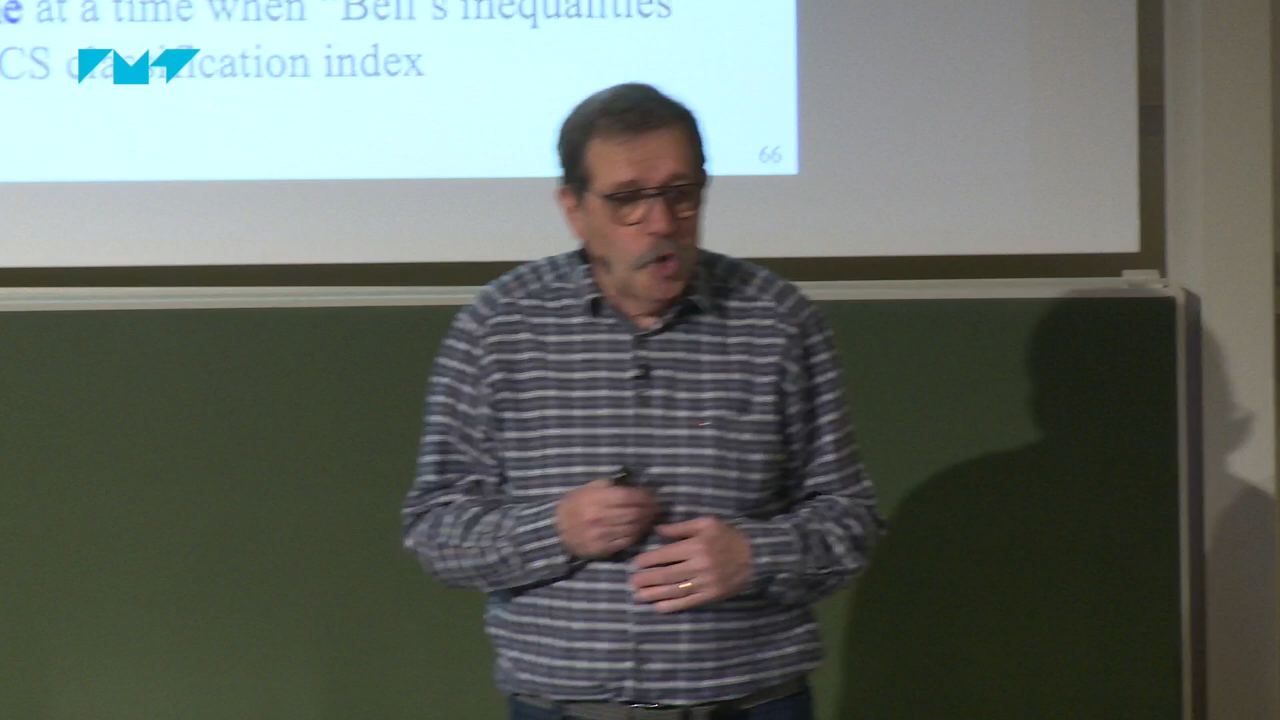 e at a time when "Bell's inequalities
CS classification index
66